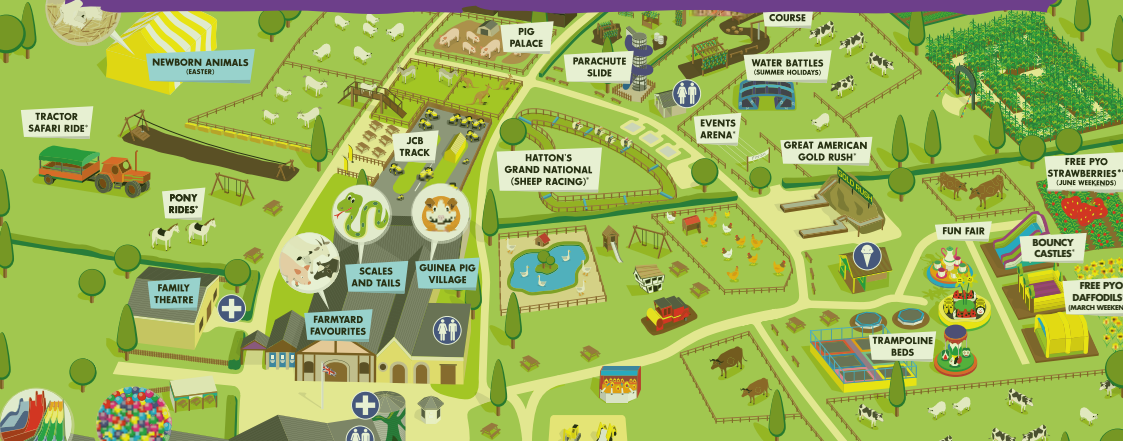 COURSE
PIG
PALACE
NEWBORN ANIMALS
(EASTER)
PARACHUTE
SLIDE
WATER BATTLES
(SUMMER HOLIDAYS)
TRACTOR
SAFARI RIDE*
JCB
TRACK
EVENTS
ARENA*
HATTON'S
GRAND NATIONAL
(SHEEP RACING)*
GREAT AMERICAN
GOLD RUSH*
GOLD RUSH
FREE PYO
STRAWBERRIES**
(JUNE WEEKENDS)
PONY
RIDES*
FUN FAIR
BOUNCY
CASTLES*
SCALES
AND TAILS
GUINEA PIG
VILLAGE
FAMILY
THEATRE
FREE PYO
DAFFODILS
(MARCH WEEKEN
FARMYARD
FAVOURITES
TRAMPOLINE
BEDS